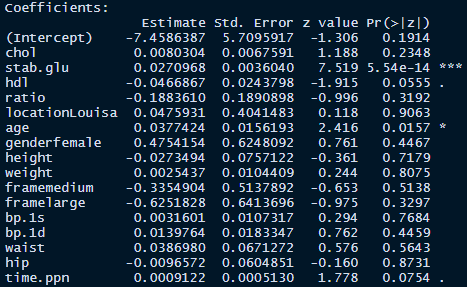 Coefficients:
Estimate Std. Error z value Pr(>|z|)
(Intercept) -7.4586387 5.7095917 -1.306 0.1914
chol 0.0080304 0.0067591 1.188 0.2348
stab.glu 0.0270968 0.0036040 7.519 5.54e-14 ***
hdl -0.0466867 0.0243798 -1.915 0.0555 .
ratio -0.1883610 0.1890898 -0.996 0.3192
locationLouisa 0.0475931 0.4041483 0.118 0.9063
age 0.0377424 0.0156193 2.416 0.0157 *
genderfemale 0.4754154 0.6248092 0.761 0.4467
height -0.0273494 0.0757122 -0.361 0.7179
weight 0.0025437 0.0104409 0.244 0.8075
framemedium -0.3354904 0.5137892 -0.653 0.5138
framelarge -0.6251828 0.6413696 -0.975 0.3297
bp.1s 0.0031601 0.0107317 0.294 0.7684
bp.1d 0.0139764 0.0183347 0.762 0.4459
waist 0.0386980 0.0671272 0.576 0.5643
hip -0.0096572 0.0604851 -0.160 0.8731
time.ppn 0.0009122 0.0005130 1.778 0.0754 .